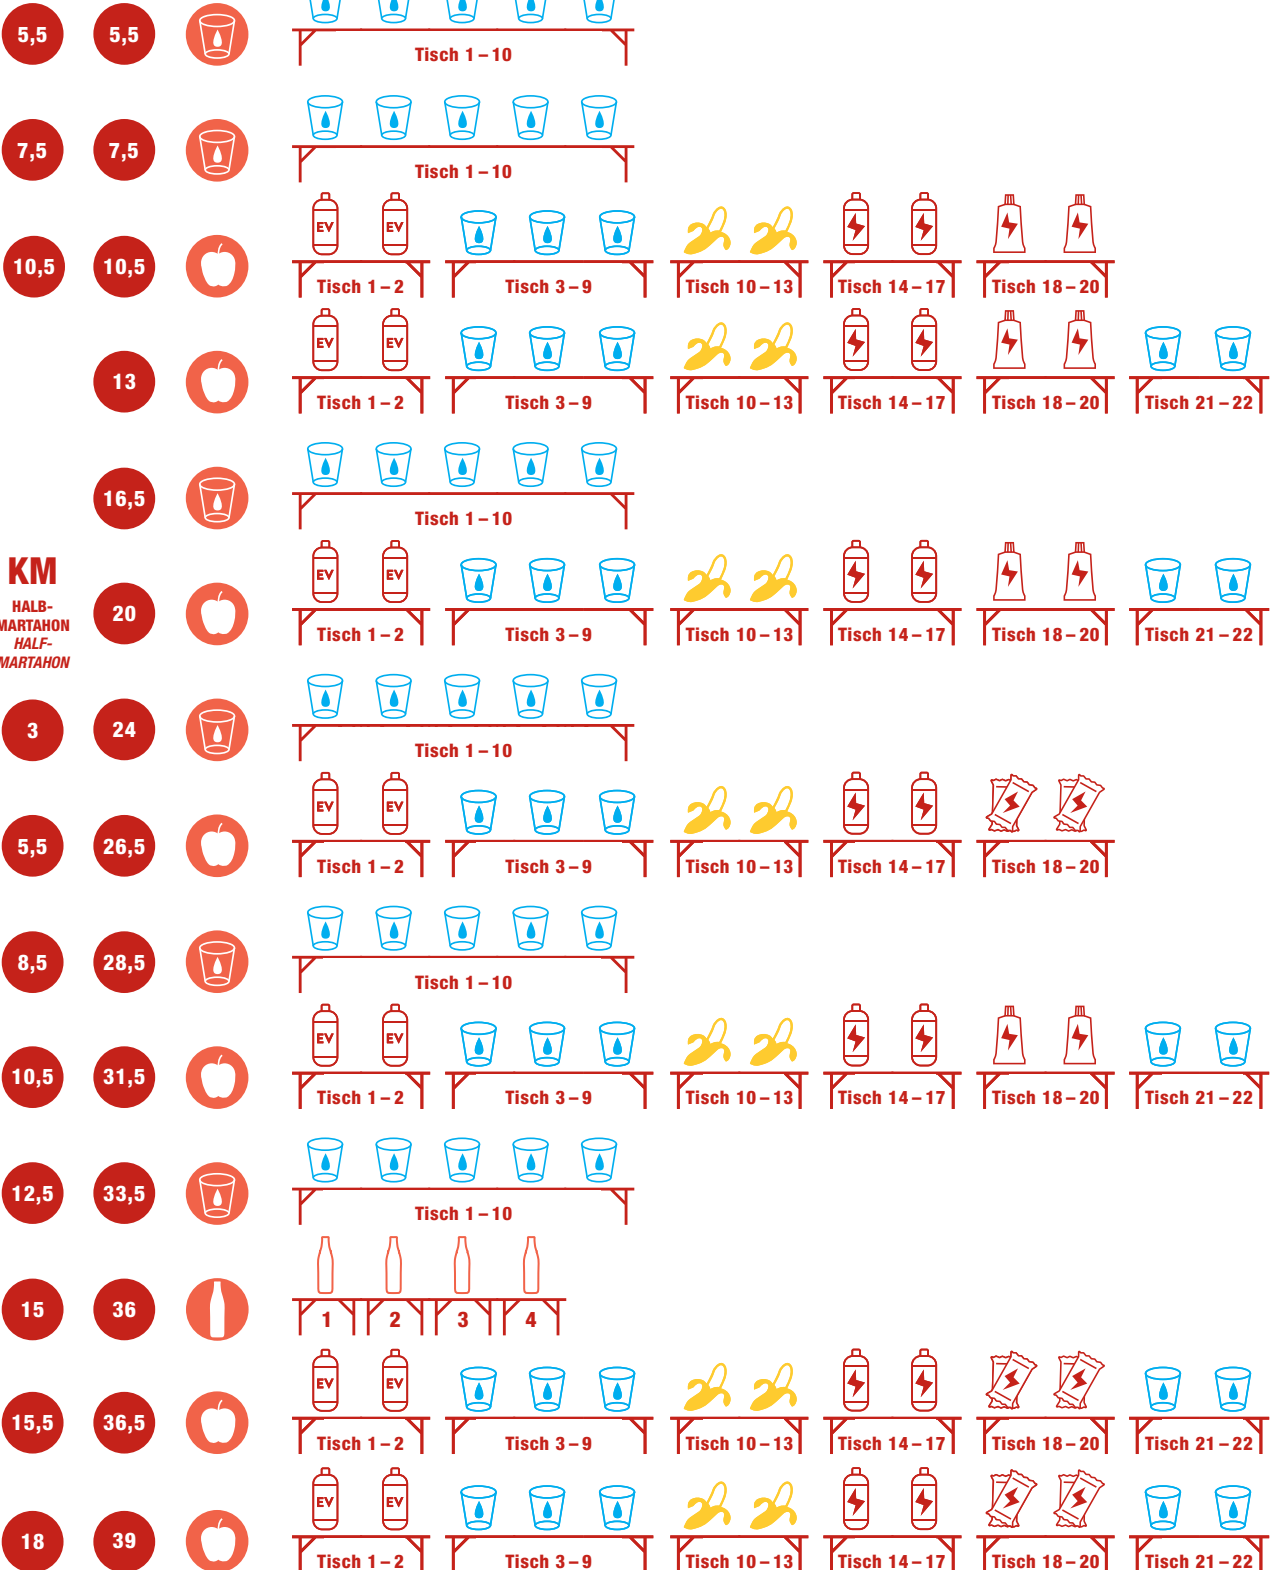 5,5 5,5 Tisch 1 – 10
7,5 7,5 Tisch 1 – 10
EV EV
10,5 10,5 Tisch 1 – 2 Tisch 3 – 9 Tisch 10 – 13 Tisch 14 – 17 Tisch 18 – 20
EV EV
13 Tisch 1 – 2 Tisch 3 – 9 Tisch 10 – 13 Tisch 14 – 17 Tisch 18 – 20 Tisch 21 – 22
16,5 Tisch 1 – 10
KM
HALB-
MARTAHON
HALF-
MARTAHON
EV EV
20 Tisch 1 – 2 Tisch 3 – 9 Tisch 10 – 13 Tisch 14 – 17 Tisch 18 – 20 Tisch 21 – 22
3 24 Tisch 1 – 10
EV EV
5,5 26,5 Tisch 1 – 2 Tisch 3 – 9 Tisch 10 – 13 Tisch 14 – 17 Tisch 18 – 20
8,5 28,5 Tisch 1 – 10
EV EV
10,5 31,5 Tisch 1 – 2 Tisch 3 – 9 Tisch 10 – 13 Tisch 14 – 17 Tisch 18 – 20 Tisch 21 – 22
12,5 33,5 Tisch 1 – 10
15 36 1 2 3 4
EV EV
15,5 36,5 Tisch 1 – 2 Tisch 3 – 9 Tisch 10 – 13 Tisch 14 – 17 Tisch 18 – 20 Tisch 21 – 22
EV EV
18 39 Tisch 1 – 2 Tisch 3 – 9 Tisch 10 – 13 Tisch 14 – 17 Tisch 18 – 20 Tisch 21 – 22